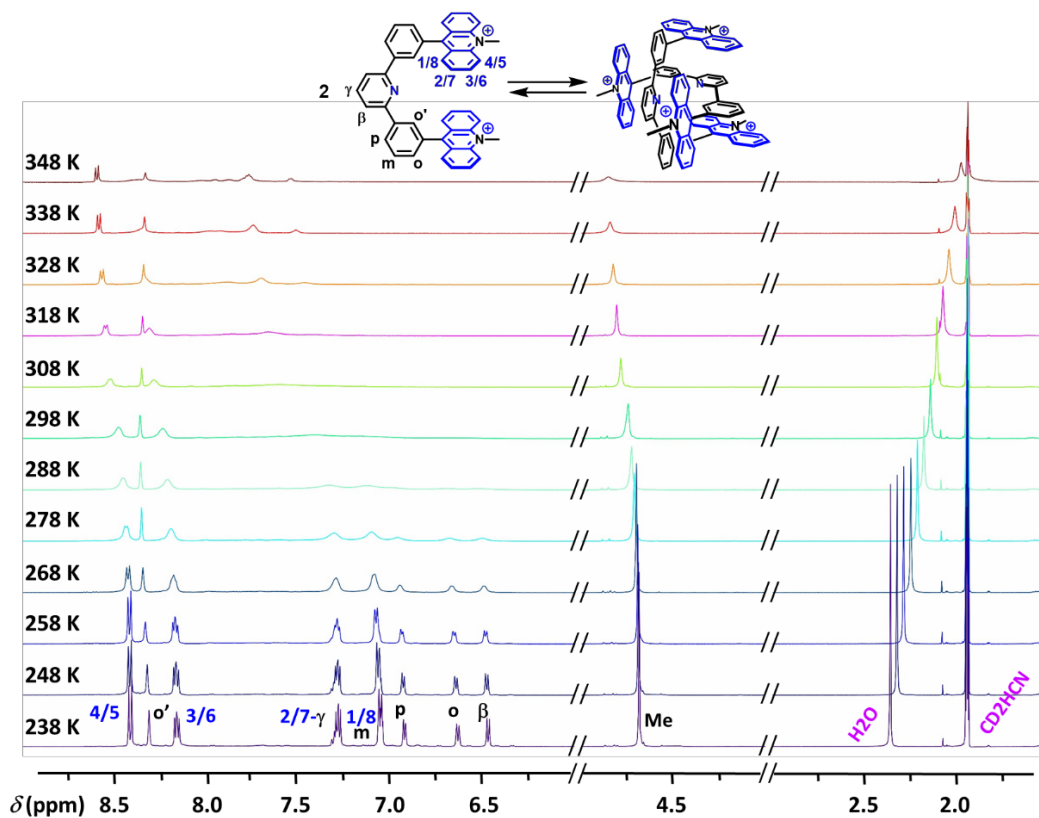 N
⊕
1/8
4/5
2/7
3/6
2
γ
N
β
o'
p
m
o
N
⊕
N
⊕
N
⊕
N
N
⊕
N
N
⊕
348 K
338 K
328 K
318 K
308 K
298 K
288 K
278 K
268 K
258 K
248 K
238 K
4/5
o'
3/6
2/7-γ
1/8
m
p
o
β
Me
H2O
CD2HCN
// // // //
δ(ppm) 8.5 8.0 7.5 7.0 6.5 4.5 2.5 2.0